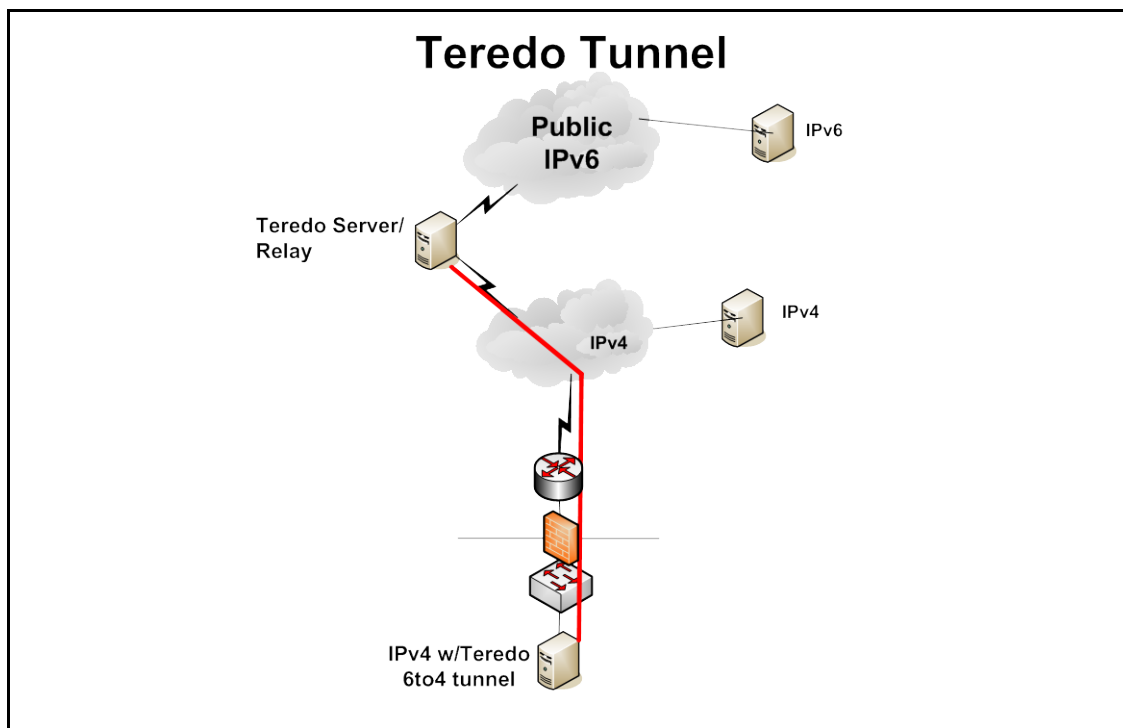 Teredo Tunnel
Public
IPv6
IPv6
Teredo Server/
Relay
IPv4
IPv4
IPv4 w/Teredo
6to4 tunnel